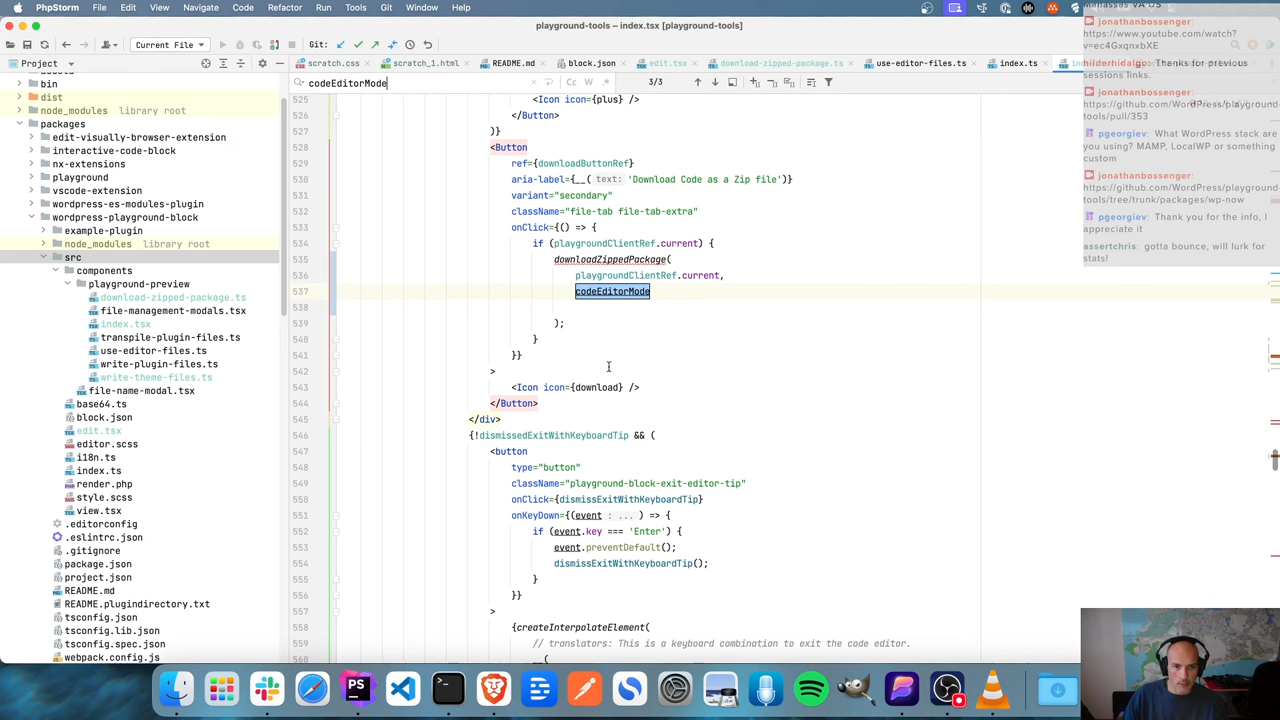 PhpStorm File Edit View Navigate Code Refactor Run Tools Git Window Help
playground-tools – index.tsx [playground-tools]
Current File
Git:
Project
scratch.css
scratch_1.html
README.md
block.json
edit.tsx
download-zipped-package.ts
use-editor-files.ts
index.ts
codeEditorMode
Cc W .*
3/3
bin
dist
node_modules library root
packages
edit-visually-browser-extension
interactive-code-block
nx-extensions
playground
vscode-extension
wordpress-es-modules-plugin
wordpress-playground-block
example-plugin
node_modules library root
src
components
playground-preview
download-zipped-package.ts
file-management-modals.tsx
index.tsx
transpile-plugin-files.ts
use-editor-files.ts
write-plugin-files.ts
write-theme-files.ts
file-name-modal.tsx
base64.ts
block.json
edit.tsx
editor.scss
i18n.ts
index.ts
render.php
style.scss
view.tsx
.editorconfig
.eslintrc.json
.gitignore
package.json
project.json
README.md
README.plugindirectory.txt
tsconfig.json
tsconfig.lib.json
tsconfig.spec.json
webpack.config.js
525 <Icon icon={plus} />
526 </Button>
527 )}
528 <Button
529 ref={downloadButtonRef}
530 aria-label={__( text: 'Download Code as a Zip file')}
531 variant="secondary"
532 className="file-tab file-tab-extra"
533 onClick={() => {
534 if (playgroundClientRef.current) {
535 downloadZippedPackage(
536 playgroundClientRef.current,
537 codeEditorMode
538
539 );
540 }
541 }}
542 >
543 <Icon icon={download} />
544 </Button>
545 </div>
546 {!dismissedExitWithKeyboardTip && (
547 <button
548 type="button"
549 className="playground-block-exit-editor-tip"
550 onClick={dismissExitWithKeyboardTip}
551 onKeyDown={(event : ... ) => {
552 if (event.key === 'Enter') {
553 event.preventDefault();
554 dismissExitWithKeyboardTip();
555 }
556 }}
557 >
558 {createInterpolateElement(
559 // translators: This is a keyboard combination to exit the code editor.
560 __(
Manassas VA US
jonathanbossenger:
https://www.youtube.com/watch?
v=ec4GxqnxbXE
hilderhidalgo: Thanks for previous
sessions links.
jonathanbossenger:
https://github.com/WordPress/playground-
tools/pull/353
pgeorgiev: What WordPress stack are
you using? MAMP, LocalWP or something
custom
jonathanbossenger:
https://github.com/WordPress/playground-
tools/tree/trunk/packages/wp-now
pgeorgiev: Thank you for the info, I
appreciate it
assertchris: gotta bounce, will lurk for
stats!